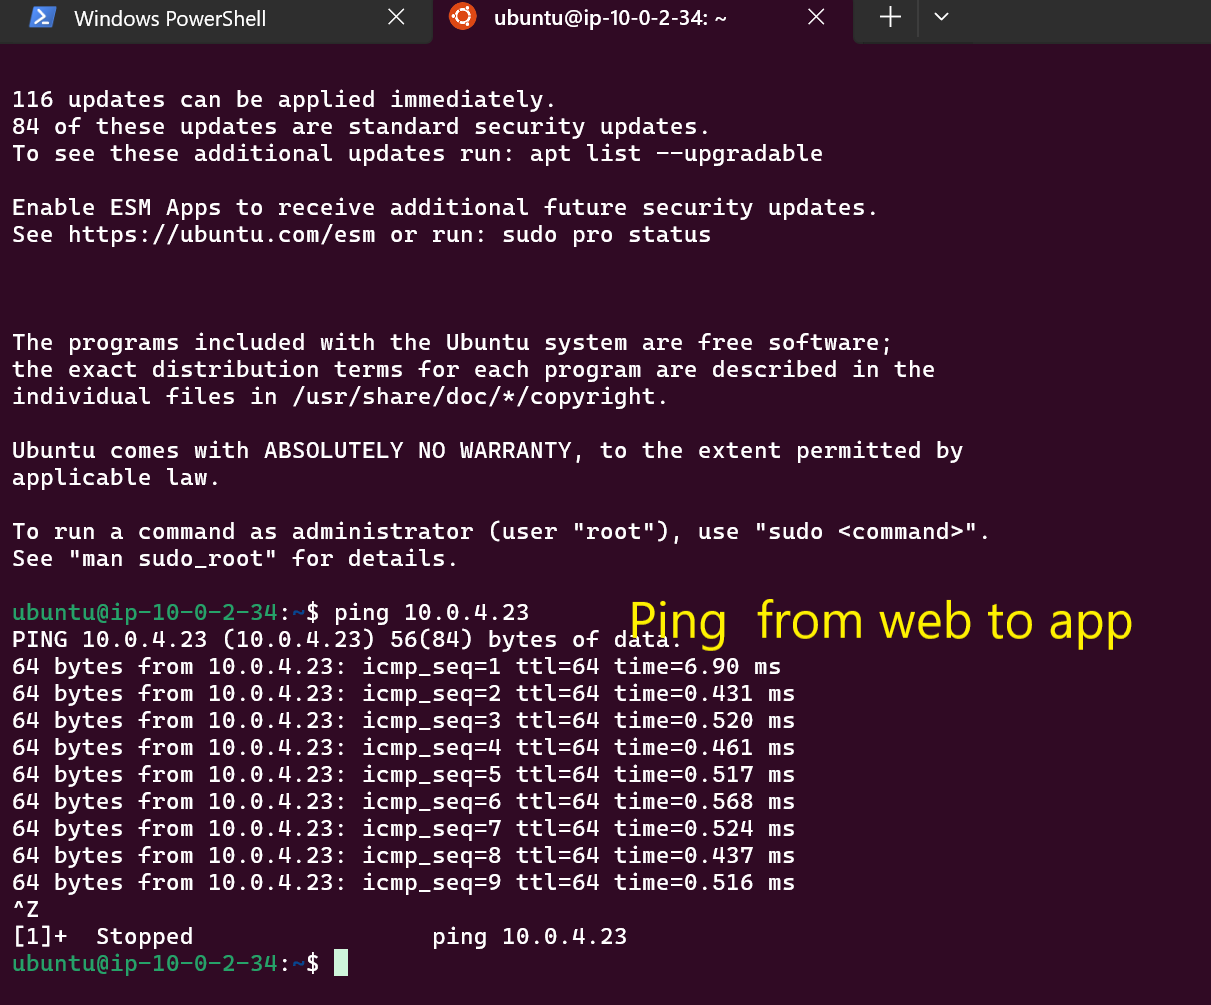 Windows PowerShell
ubuntu@ip-10-0-2-34: ~
116 updates can be applied immediately.
84 of these updates are standard security updates.
To see these additional updates run: apt list --upgradable
Enable ESM Apps to receive additional future security updates.
See https://ubuntu.com/esm or run: sudo pro status
The programs included with the Ubuntu system are free software;
the exact distribution terms for each program are described in the
individual files in /usr/share/doc/*/copyright.
Ubuntu comes with ABSOLUTELY NO WARRANTY, to the extent permitted by
applicable law.
To run a command as administrator (user "root"), use "sudo <command>".
See "man sudo_root" for details.
ubuntu@ip-10-0-2-34:~$ ping 10.0.4.23
Ping from web to app
PING 10.0.4.23 (10.0.4.23) 56(84) bytes of data.
64 bytes from 10.0.4.23: icmp_seq=1 ttl=64 time=6.90 ms
64 bytes from 10.0.4.23: icmp_seq=2 ttl=64 time=0.431 ms
64 bytes from 10.0.4.23: icmp_seq=3 ttl=64 time=0.520 ms
64 bytes from 10.0.4.23: icmp_seq=4 ttl=64 time=0.461 ms
64 bytes from 10.0.4.23: icmp_seq=5 ttl=64 time=0.517 ms
64 bytes from 10.0.4.23: icmp_seq=6 ttl=64 time=0.568 ms
64 bytes from 10.0.4.23: icmp_seq=7 ttl=64 time=0.524 ms
64 bytes from 10.0.4.23: icmp_seq=8 ttl=64 time=0.437 ms
64 bytes from 10.0.4.23: icmp_seq=9 ttl=64 time=0.516 ms
^Z
[1]+  Stopped                 ping 10.0.4.23
ubuntu@ip-10-0-2-34:~$